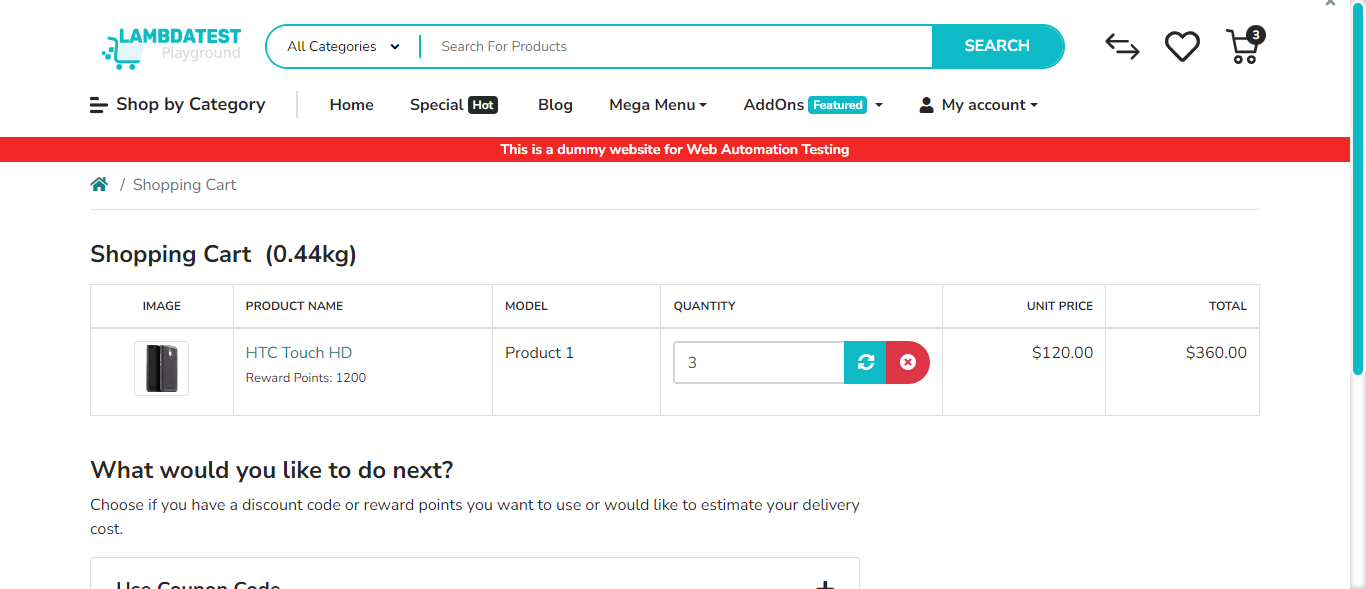 LAMBDATEST
Playground
All Categories
Search For Products
SEARCH
3
Shop by Category
Home
Special Hot
Blog
Mega Menu
AddOns Featured
My account
This is a dummy website for Web Automation Testing
/ Shopping Cart
Shopping Cart (0.44kg)
IMAGE PRODUCT NAME MODEL QUANTITY UNIT PRICE TOTAL
HTC Touch HD Product 1 3 $120.00 $360.00
Reward Points: 1200
What would you like to do next?
Choose if you have a discount code or reward points you want to use or would like to estimate your delivery
cost.
Use Coupon Code